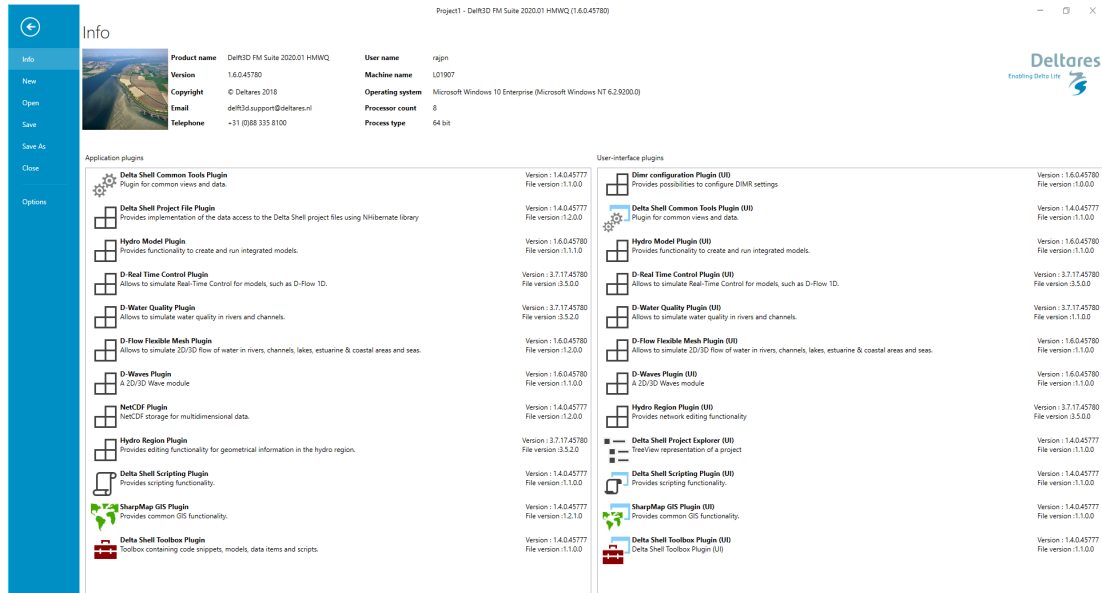 Project1 - Delft3D FM Suite 2020.01 HMWQ (1.6.0.45780)
Info
Info
New
Open
Save
Save As
Close
Options
Product name Delft3D FM Suite 2020.01 HMWQ User name rajpn
Version 1.6.0.45780 Machine name L01907
Copyright © Deltares 2018 Operating system Microsoft Windows 10 Enterprise (Microsoft Windows NT 6.2.9200.0)
Email delft3d.support@deltares.nl Processor count 8
Telephone +31 (0)88 335 8100 Process type 64 bit
Deltares
Enabling Delta Life
Application plugins
Delta Shell Common Tools Plugin Version : 1.4.0.45777
Plugin for common views and data. File version :1.1.0.0
Delta Shell Project File Plugin Version : 1.4.0.45777
Provides implementation of the data access to the Delta Shell project files using NHibernate library File version :1.2.0.0
Hydro Model Plugin Version : 1.6.0.45780
Provides functionality to create and run integrated models. File version :1.1.1.0
D-Real Time Control Plugin Version : 3.7.17.45780
Allows to simulate Real-Time Control for models, such as D-Flow 1D. File version :3.5.0.0
D-Water Quality Plugin Version : 3.7.17.45780
Allows to simulate water quality in rivers and channels. File version :3.5.2.0
D-Flow Flexible Mesh Plugin Version : 1.6.0.45780
Allows to simulate 2D/3D flow of water in rivers, channels, lakes, estuarine & coastal areas and seas. File version :1.2.0.0
D-Waves Plugin Version : 1.6.0.45780
A 2D/3D Wave module File version :1.1.0.0
NetCDF Plugin Version : 1.4.0.45777
NetCDF storage for multidimensional data. File version :1.2.0.0
Hydro Region Plugin Version : 3.7.17.45780
Provides editing functionality for geometrical information in the hydro region. File version :3.5.2.0
Delta Shell Scripting Plugin Version : 1.4.0.45777
Provides scripting functionality. File version :1.1.0.0
SharpMap GIS Plugin Version : 1.4.0.45777
Provides common GIS functionality. File version :1.2.1.0
Delta Shell Toolbox Plugin Version : 1.4.0.45777
Toolbox containing code snippets, models, data items and scripts. File version :1.1.0.0
User-interface plugins
Dimr configuration Plugin (UI) Version : 1.6.0.45780
Provides possibilities to configure DIMR settings File version :1.0.0.0
Delta Shell Common Tools Plugin (UI) Version : 1.4.0.45777
Plugin for common views and data. File version :1.1.0.0
Hydro Model Plugin (UI) Version : 1.6.0.45780
Provides functionality to create and run integrated models. File version :1.1.0.0
D-Real Time Control Plugin (UI) Version : 3.7.17.45780
Allows to simulate Real-Time Control for models, such as D-Flow 1D. File version :3.5.0.0
D-Water Quality Plugin (UI) Version : 3.7.17.45780
Allows to simulate water quality in rivers and channels. File version :1.1.0.0
D-Flow Flexible Mesh Plugin (UI) Version : 1.6.0.45780
Allows to simulate 2D/3D flow of water in rivers, channels, lakes, estuarine & coastal areas and seas. File version :1.1.0.0
D-Waves Plugin (UI) Version : 1.6.0.45780
A 2D/3D Waves module File version :1.1.0.0
Hydro Region Plugin (UI) Version : 3.7.17.45780
Provides network editing functionality File version :3.5.0.0
Delta Shell Project Explorer (UI) Version : 1.4.0.45777
TreeView representation of a project File version :1.1.0.0
Delta Shell Scripting Plugin (UI) Version : 1.4.0.45777
Provides scripting functionality. File version :1.1.0.0
SharpMap GIS Plugin (UI) Version : 1.4.0.45777
Provides common GIS functionality. File version :1.1.0.0
Delta Shell Toolbox Plugin (UI) Version : 1.4.0.45777
Delta Shell Toolbox Plugin (UI) File version :1.1.0.0